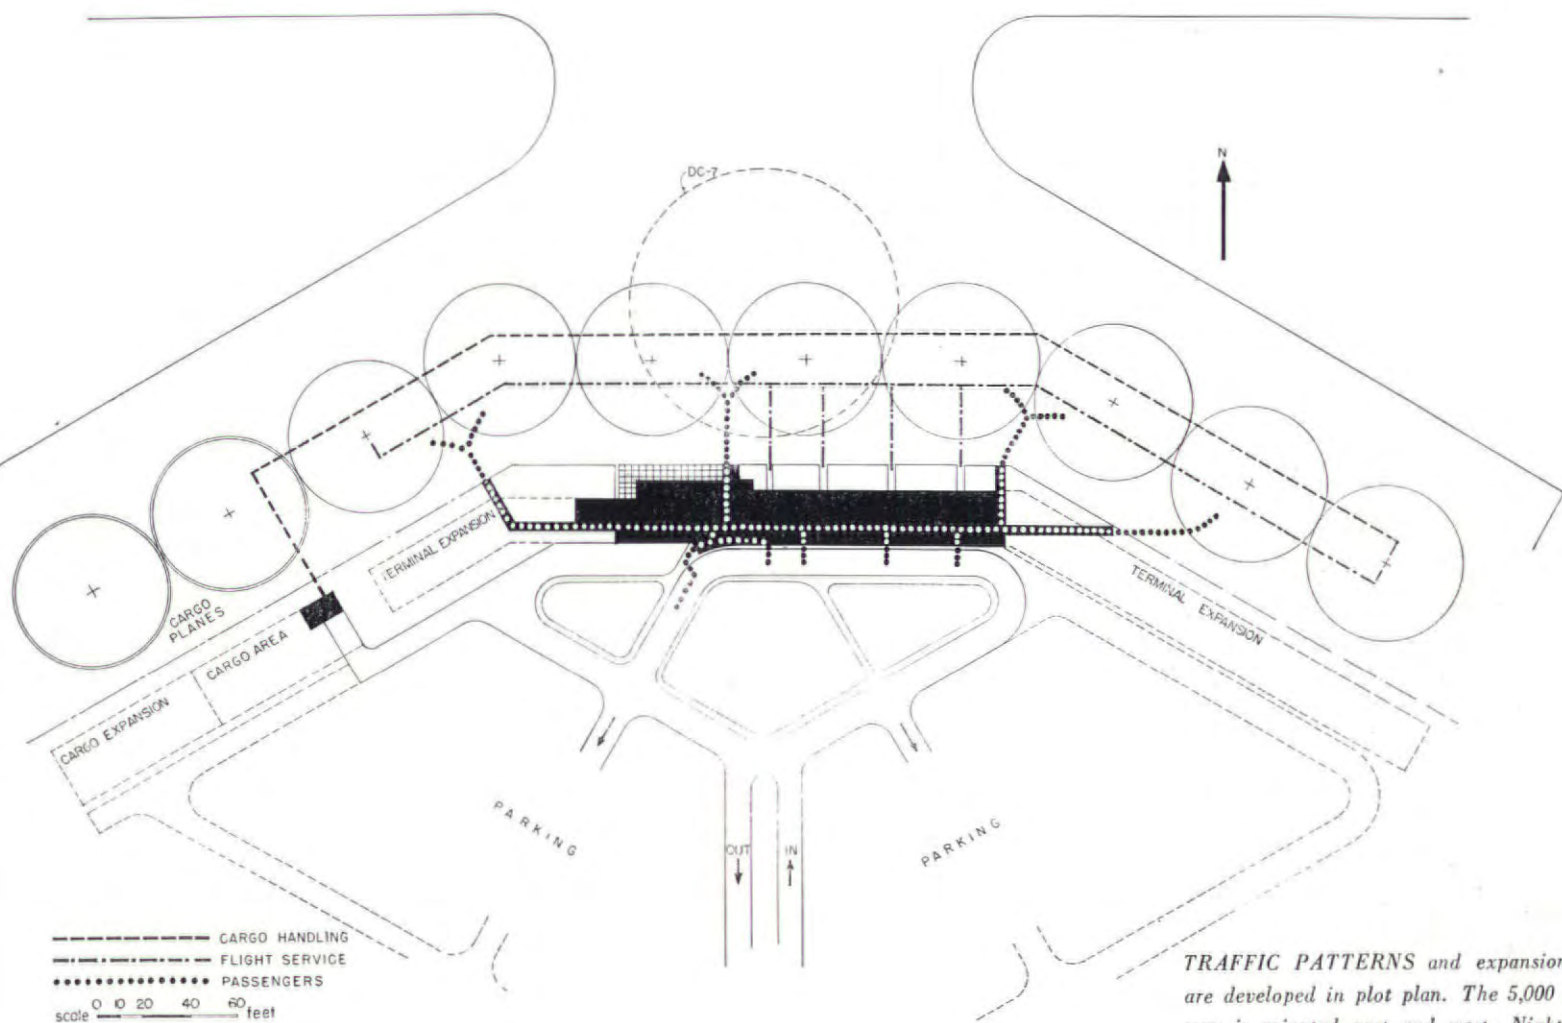 N
DC-7
TERMINAL EXPANSION
TERMINAL EXPANSION
CARGO
PLANES
CARGO AREA
CARGO EXPANSION
PARKING
PARKING
OUT
IN
CARGO HANDLING
FLIGHT SERVICE
PASSENGERS
scale 0 10 20 40 60 feet
TRAFFIC PATTERNS and expansion
are developed in plot plan. The 5,000